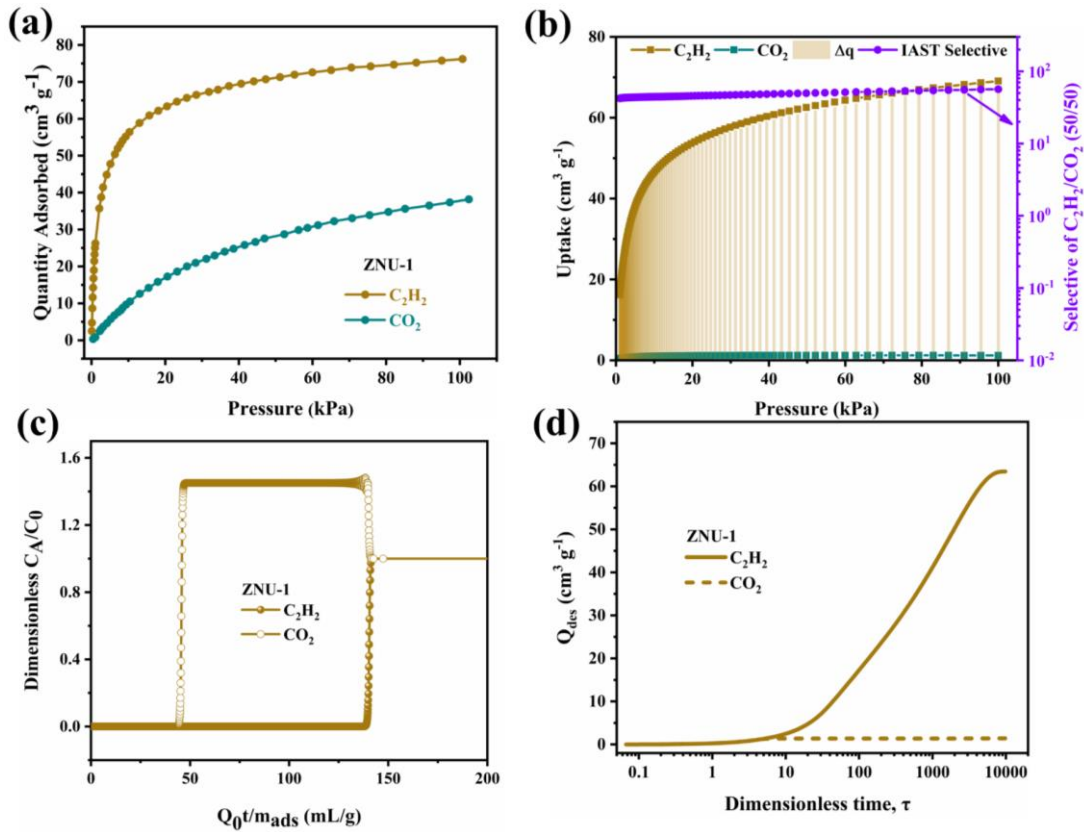 (a)
Quantity Adsorbed (cm³ g⁻¹)
80
70
60
50
40
30
20
10
0
ZNU-1
C₂H₂
CO₂
0 20 40 60 80 100
Pressure (kPa)
(b)
C₂H₂ CO₂ Δq IAST Selective
Uptake (cm³ g⁻¹)
80
60
40
20
0
10²
10¹
10⁰
10⁻¹
10⁻²
Selective of C₂H₂/CO₂ (50/50)
0 20 40 60 80 100
Pressure (kPa)
(c)
Dimensionless C_A/C₀
1.6
1.2
0.8
0.4
0.0
ZNU-1
C₂H₂
CO₂
0 50 100 150 200
Q₀t/m_ads (mL/g)
(d)
Q_des (cm³ g⁻¹)
70
60
50
40
30
20
10
0
ZNU-1
C₂H₂
CO₂
0.1 1 10 100 1000 10000
Dimensionless time, τ